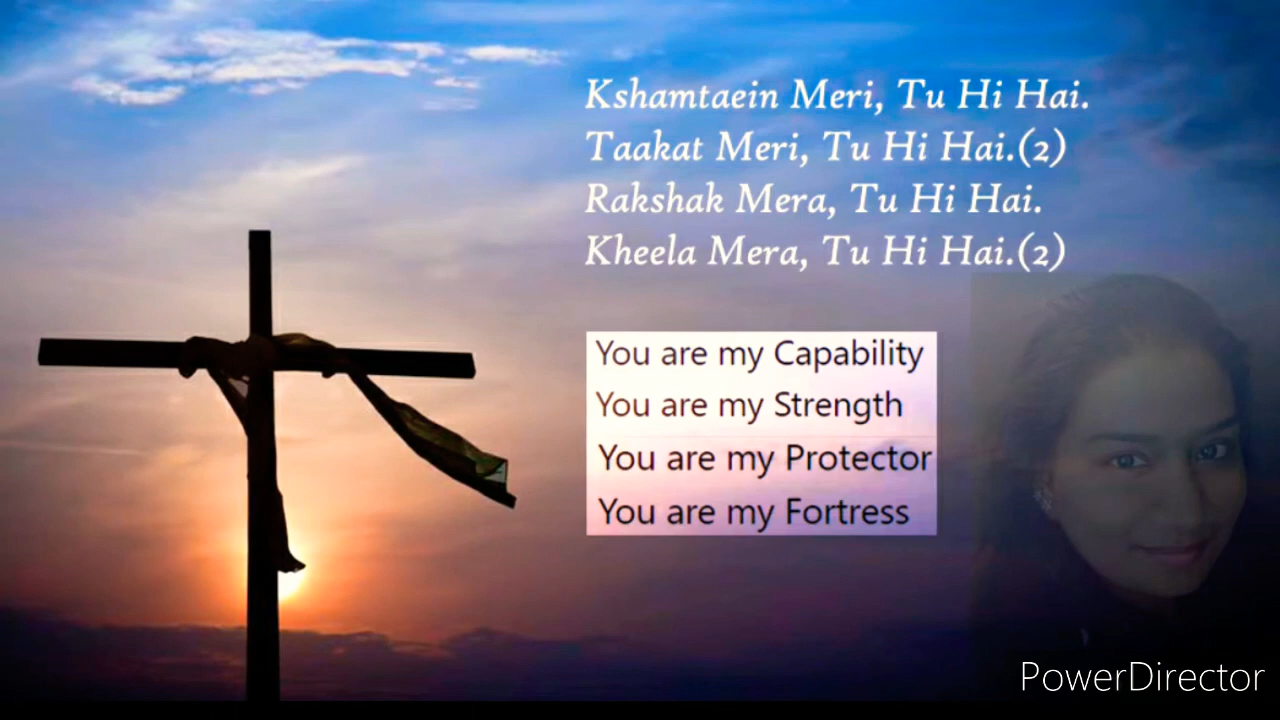 Kshamtaein Meri, Tu Hi Hai.
Taakat Meri, Tu Hi Hai.(2)
Rakshak Mera, Tu Hi Hai.
Kheela Mera, Tu Hi Hai.(2)
You are my Capability
You are my Strength
You are my Protector
You are my Fortress
PowerDirector